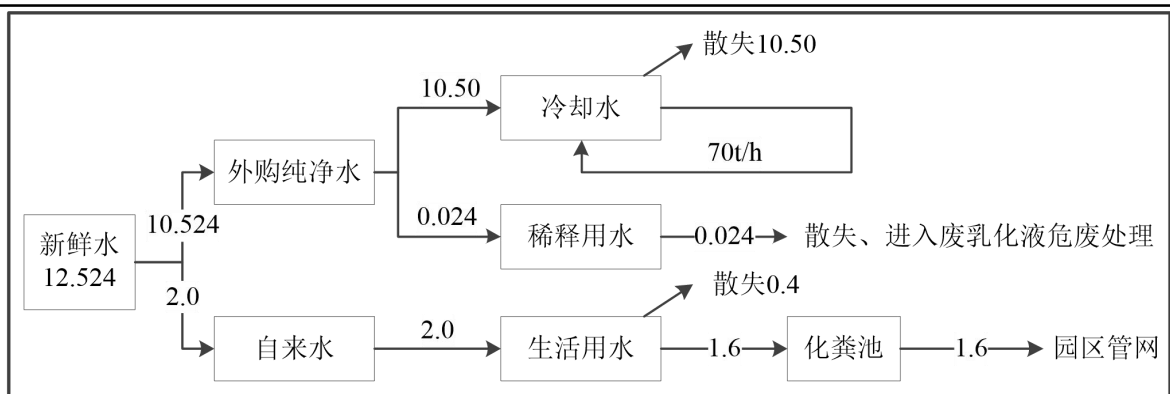 散失10.50
10.50
冷却水
70t/h
外购纯净水
10.524
0.024
稀释用水
0.024
散失、进入废乳化液危废处理
新鲜水
12.524
散失0.4
2.0
自来水
2.0
生活用水
1.6
化粪池
1.6
园区管网